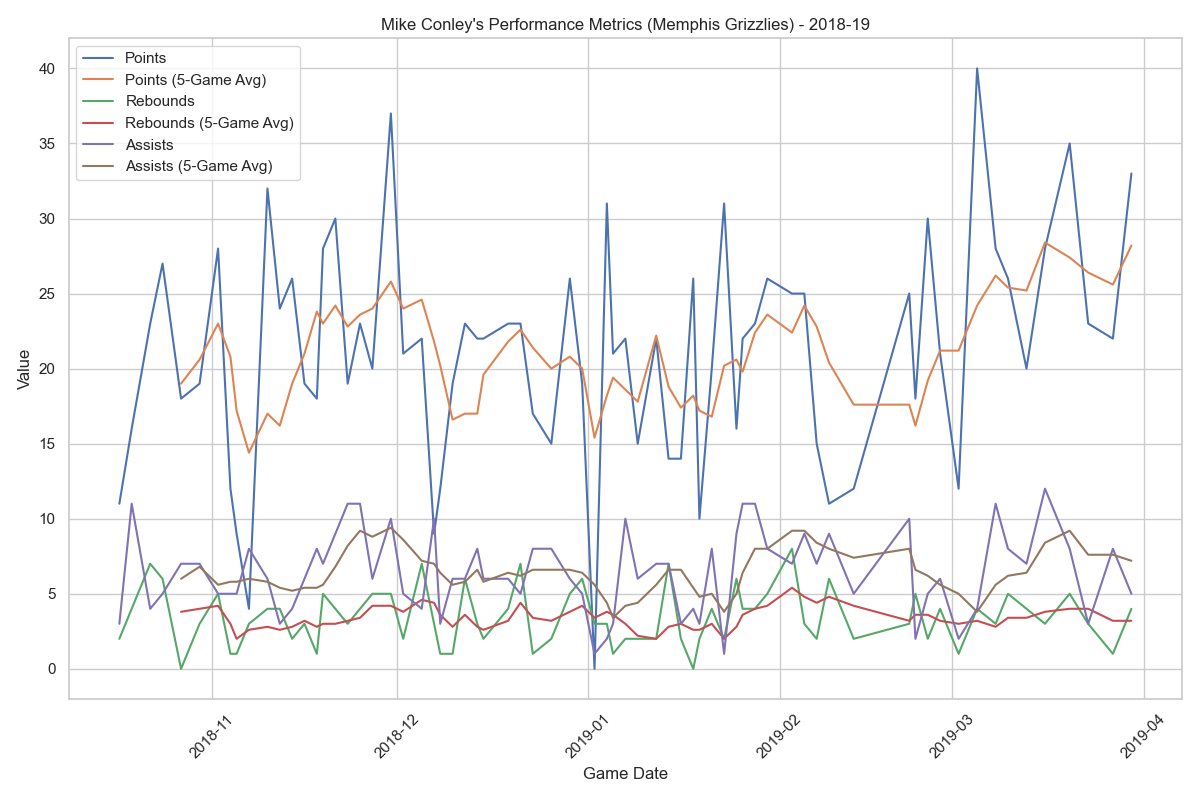 Mike Conley's Performance Metrics (Memphis Grizzlies) - 2018-19
Points
Points (5-Game Avg)
Rebounds
Rebounds (5-Game Avg)
Assists
Assists (5-Game Avg)
40
35
30
25
20
15
10
5
0
Value
2018-11
2018-12
2019-01
2019-02
2019-03
2019-04
Game Date